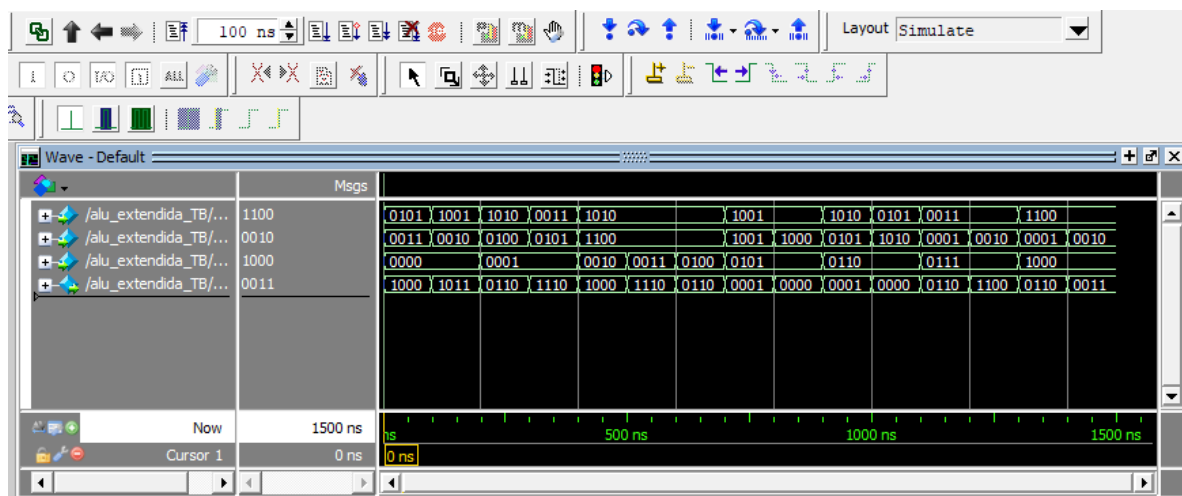 100 ns
Layout Simulate
I/O ALL
Wave - Default
Msgs
/alu_extendida_TB/... 1100 0101 1001 1010 0011 1010 1001 1010 0101 0011 1100
/alu_extendida_TB/... 0010 0011 0010 0100 0101 1100 1001 1000 0101 1010 0001 0010 0001 0010
/alu_extendida_TB/... 1000 0000 0001 0010 0011 0100 0101 0110 0111 1000
/alu_extendida_TB/... 0011 1000 1011 0110 1110 1000 1110 0110 0001 0000 0001 0000 0110 1100 0110 0011
Now 1500 ns ns 500 ns 1000 ns 1500 ns
Cursor 1 0 ns 0 ns